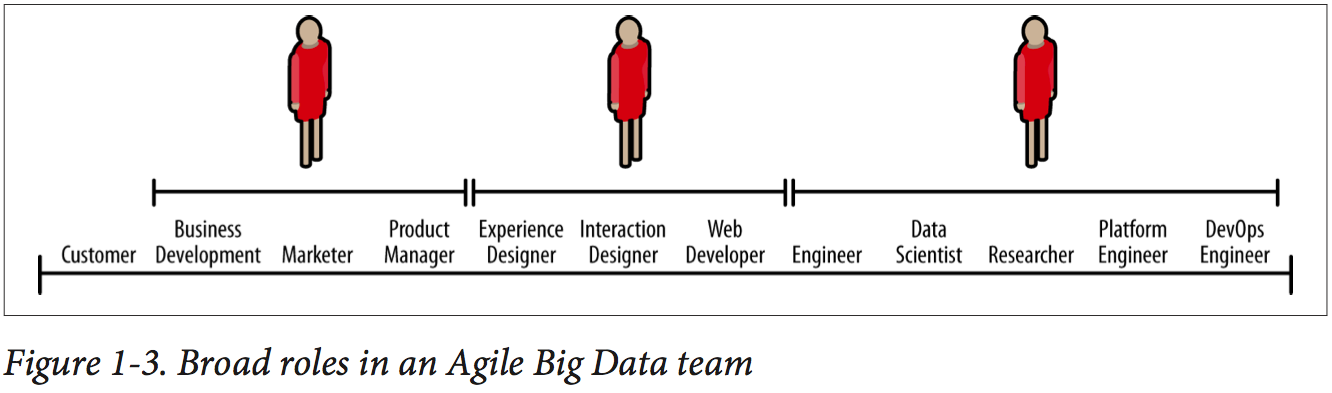 Customer
Business
Development
Marketer
Product
Manager
Experience
Designer
Interaction
Designer
Web
Developer
Engineer
Data
Scientist
Researcher
Platform
Engineer
DevOps
Engineer
Figure 1-3. Broad roles in an Agile Big Data team